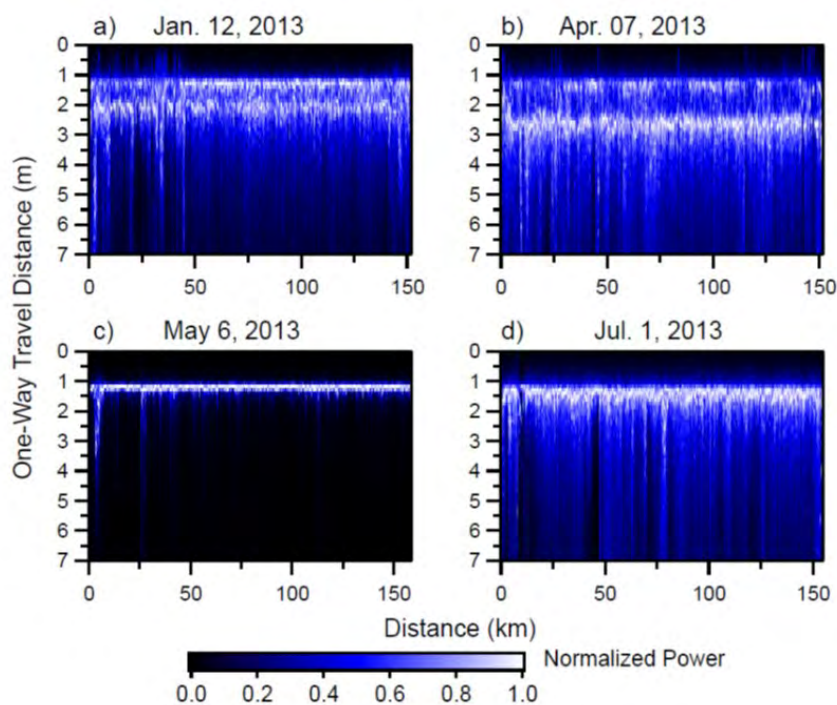 a) Jan. 12, 2013
b) Apr. 07, 2013
0
1
2
3
4
5
6
7
0 50 100 150
0
1
2
3
4
5
6
7
0 50 100 150
c) May 6, 2013
d) Jul. 1, 2013
0
1
2
3
4
5
6
7
0 50 100 150
0
1
2
3
4
5
6
7
0 50 100 150
One-Way Travel Distance (m)
Distance (km)
Normalized Power
0.0 0.2 0.4 0.6 0.8 1.0